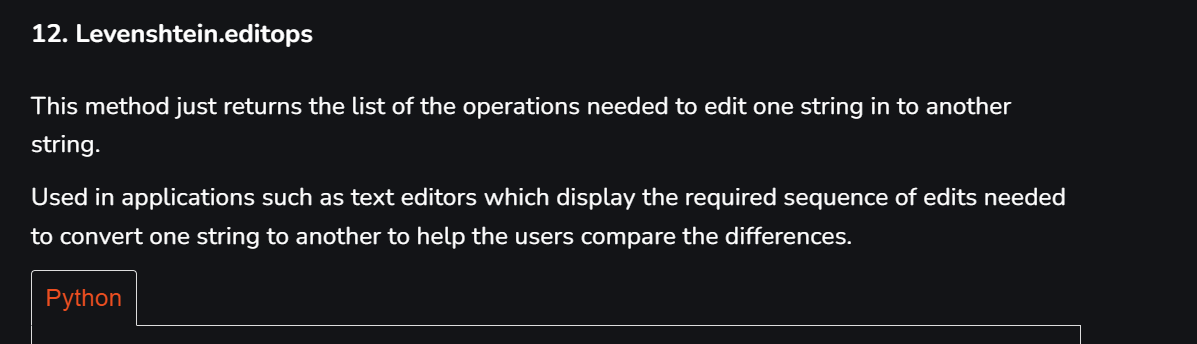 12. Levenshtein.editops
This method just returns the list of the operations needed to edit one string in to another
string.
Used in applications such as text editors which display the required sequence of edits needed
to convert one string to another to help the users compare the differences.
Python